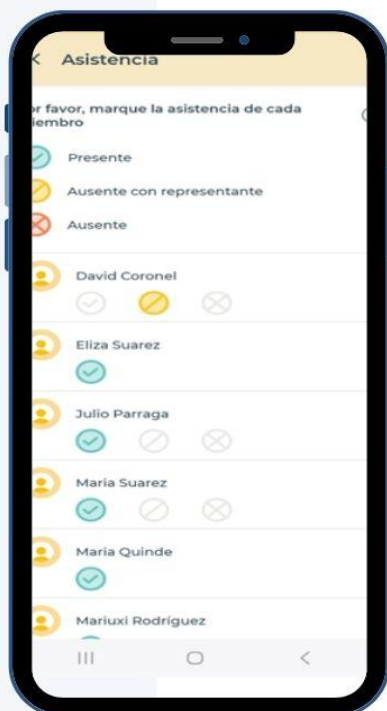 Asistencia
or favor, marque la asistencia de cada
iembro
Presente
Ausente con representante
Ausente
David Coronel
Eliza Suarez
Julio Parraga
Maria Suarez
Maria Quinde
Mariuxi Rodríguez